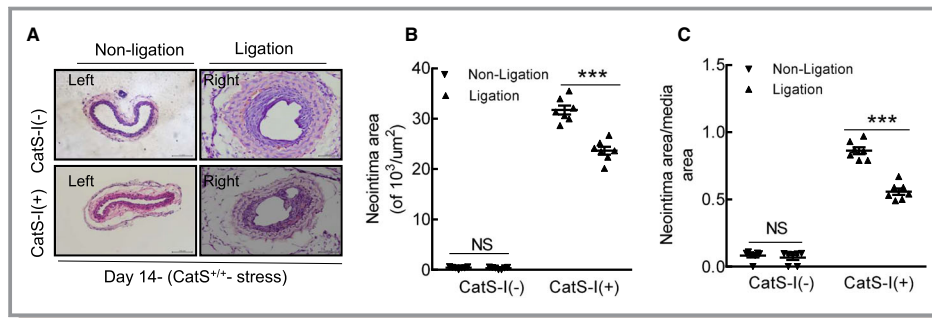 A
Non-ligation
Ligation
CatS-I(-)
Left
Right
CatS-I(+)
Left
Right
Day 14- (CatS+/+- stress)
B
Neointima area
(of 10³/um²)
40
30
20
10
0
Non-Ligation
Ligation
***
NS
CatS-I(-)
CatS-I(+)
C
Neointima area/media
area
1.5
1.0
0.5
0.0
Non-Ligation
Ligation
***
NS
CatS-I(-)
CatS-I(+)